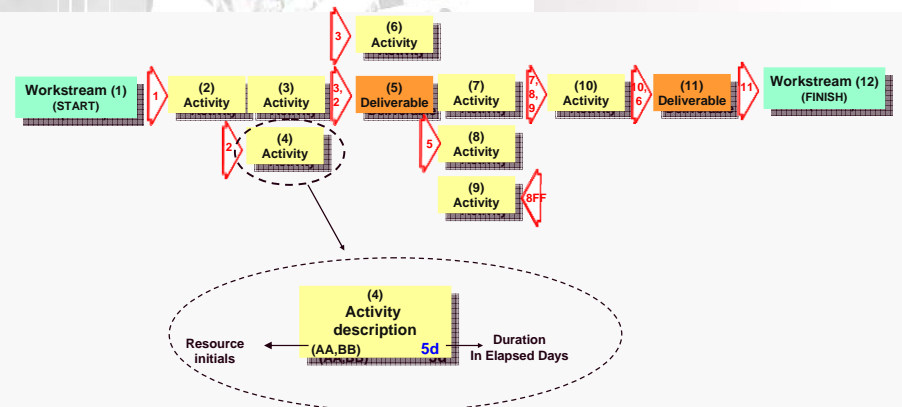 3
(6)
Activity
Workstream (1)
(START)
1
(2)
Activity
(3)
Activity
3,
2
(5)
Deliverable
(7)
Activity
7,
8,
9
(10)
Activity
10,
6
(11)
Deliverable
11
Workstream (12)
(FINISH)
2
(4)
Activity
5
(8)
Activity
(9)
Activity
8FF
(4)
Activity
description
(AA,BB) 5d
Resource
initials
Duration
In Elapsed Days